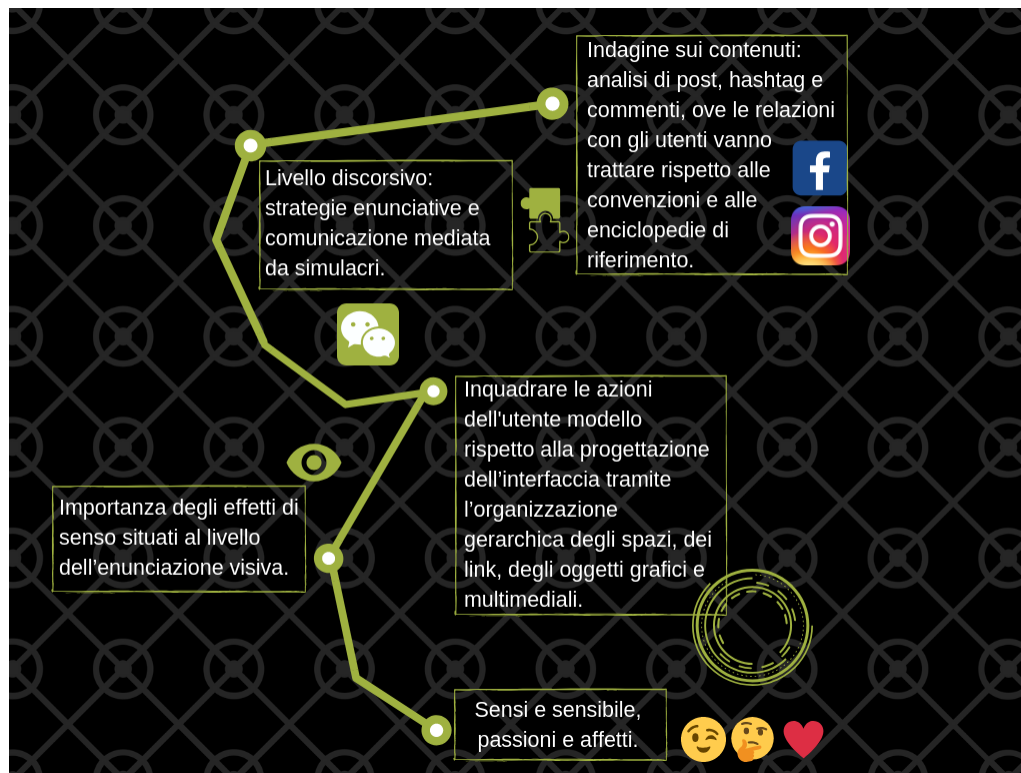 Indagine sui contenuti:
analisi di post, hashtag e
commenti, ove le relazioni
con gli utenti vanno
trattare rispetto alle
convenzioni e alle
enciclopedie di
riferimento.
Livello discorsivo:
strategie enunciative e
comunicazione mediata
da simulacri.
Inquadrare le azioni
dell'utente modello
rispetto alla progettazione
dell’interfaccia tramite
l’organizzazione
gerarchica degli spazi, dei
link, degli oggetti grafici e
multimediali.
Importanza degli effetti di
senso situati al livello
dell’enunciazione visiva.
Sensi e sensibile,
passioni e affetti.